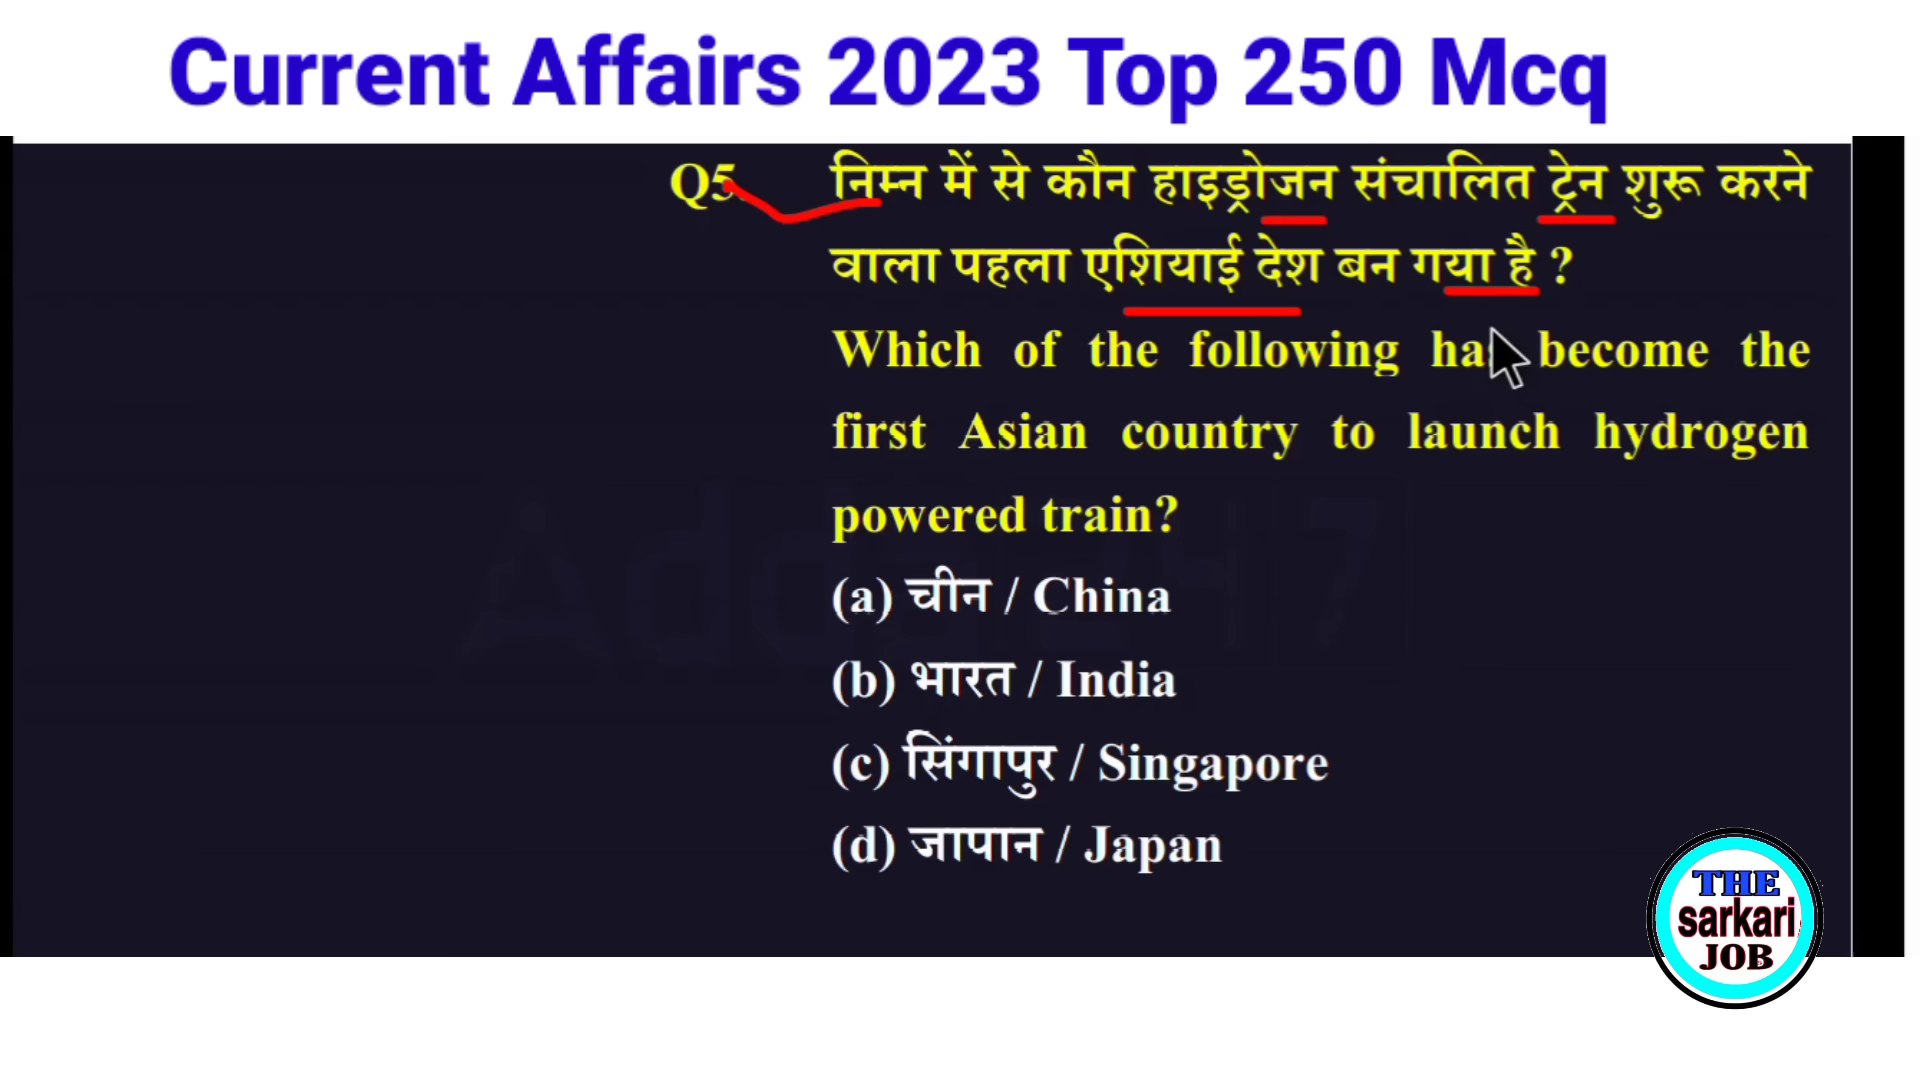 Current Affairs 2023 Top 250 Mcq
Q5. निम्न में से कौन हाइड्रोजन संचालित ट्रेन शुरू करने
वाला पहला एशियाई देश बन गया है ?
Which of the following has become the
first Asian country to launch hydrogen
powered train?
(a) चीन / China
(b) भारत / India
(c) सिंगापुर / Singapore
(d) जापान / Japan
THE
sarkari
JOB